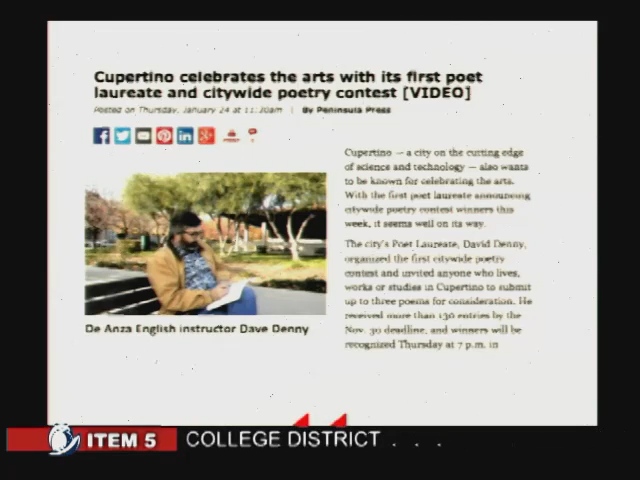 Cupertino celebrates the arts with its first poet
laureate and citywide poetry contest [VIDEO]
Posted on Thursday, January 24 at 11:30am | By Peninsula Press
Cupertino — a city on the cutting edge
of science and technology — also wants
to be known for celebrating the arts.
With the first poet laureate announcing
citywide poetry contest winners this
week, it seems well on its way.
The city's Poet Laureate, David Denny,
organized the first citywide poetry
contest and invited anyone who lives,
works or studies in Cupertino to submit
up to three poems for consideration. He
received more than 130 entries by the
Nov. 30 deadline, and winners will be
recognized Thursday at 7 p.m. in
De Anza English instructor Dave Denny
ITEM 5 COLLEGE DISTRICT . . .